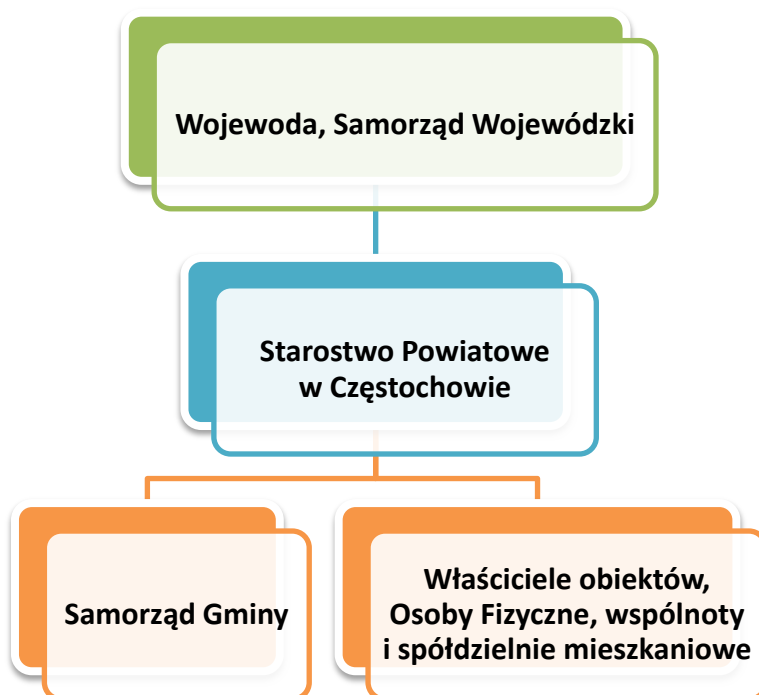 Wojewoda, Samorząd Wojewódzki
Starostwo Powiatowe
w Częstochowie
Samorząd Gminy
Właściciele obiektów,
Osoby Fizyczne, wspólnoty
i spółdzielnie mieszkaniowe